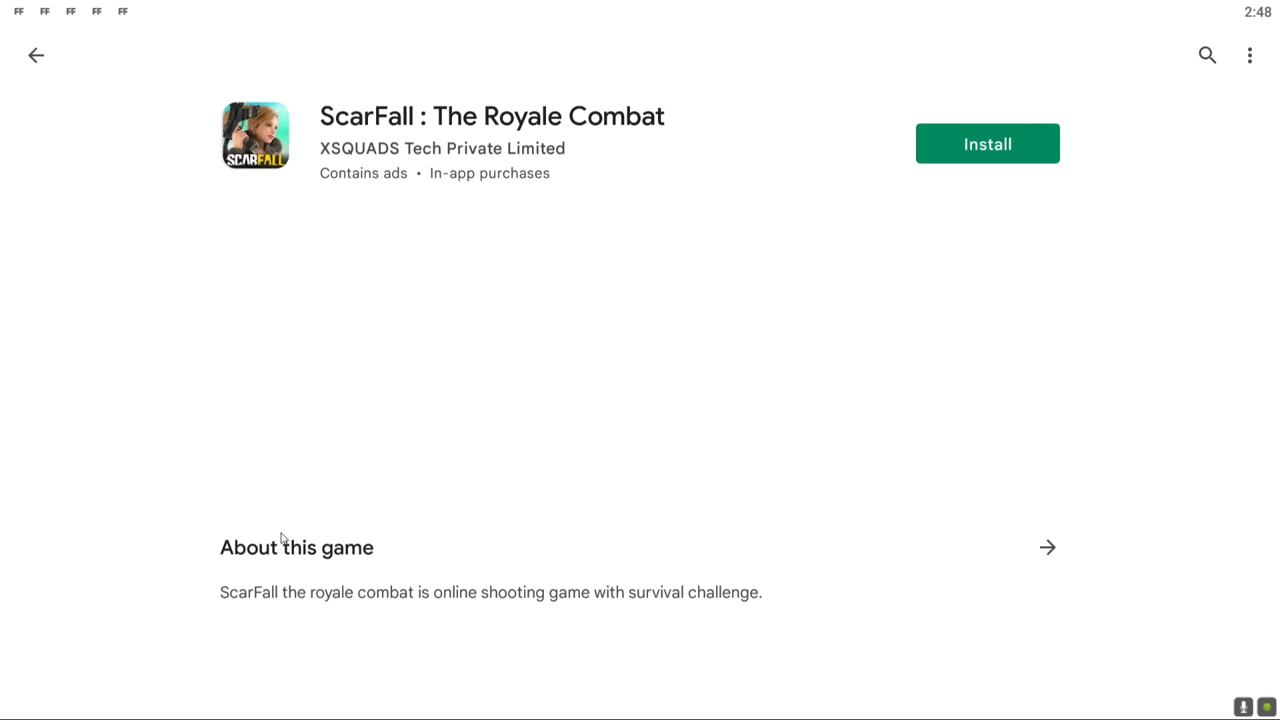 FF FF FF FF FF 2:48
ScarFall : The Royale Combat
SCARFALL
XSQUADS Tech Private Limited
Install
Contains ads • In-app purchases
About this game
ScarFall the royale combat is online shooting game with survival challenge.